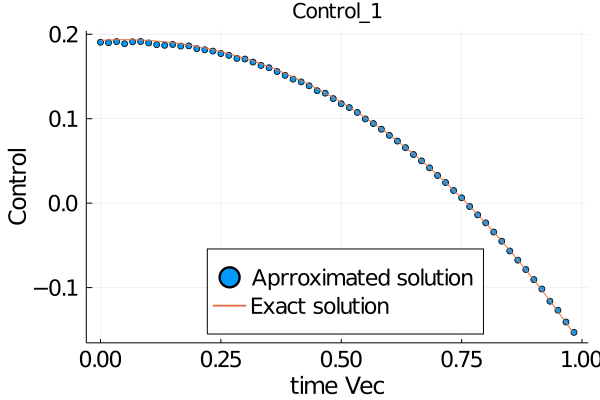 Control_1
0.2
0.1
0.0
−0.1
Control
Aprroximated solution
Exact solution
0.00 0.25 0.50 0.75 1.00
time Vec